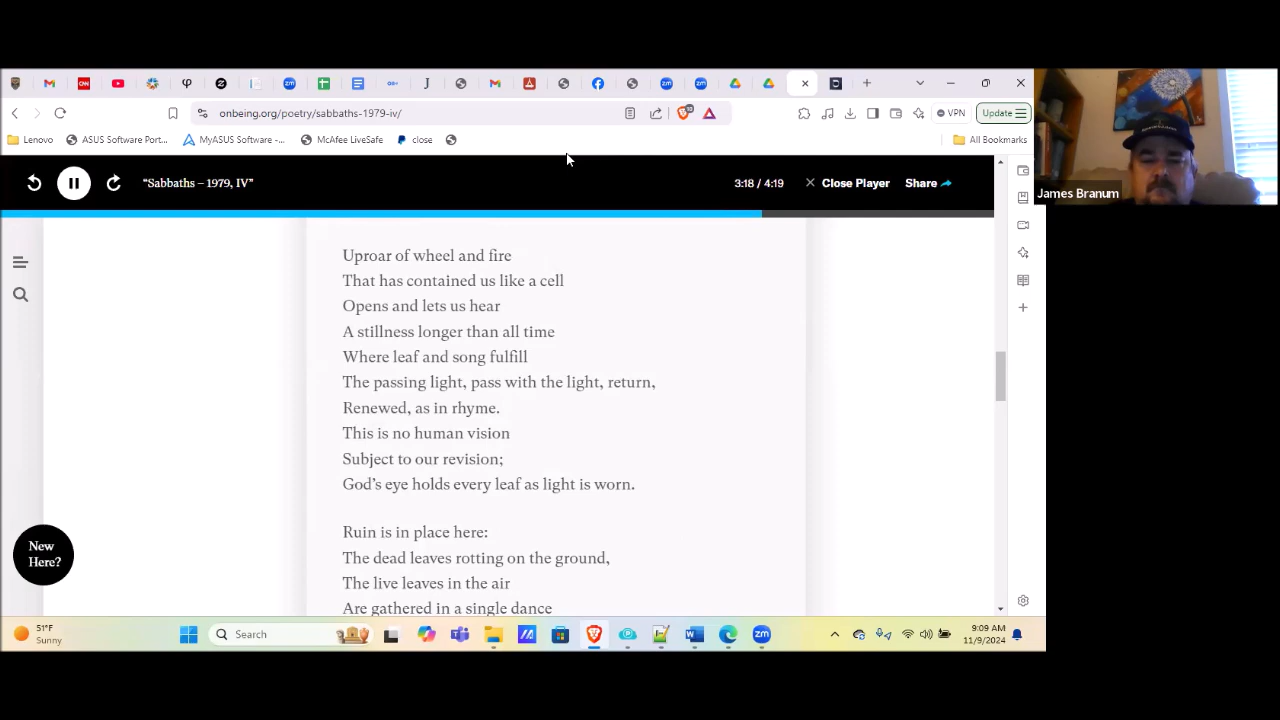 onbeing.org/poetry/sabbaths-1979-iv/
VPN
Update
Lenovo
ASUS Software Port...
MyASUS Software -...
McAfee LiveSafe
close
All Bookmarks
James Branum
"Sabbaths – 1979, IV"
3:18 / 4:19
Close Player
Share
Uproar of wheel and fire
That has contained us like a cell
Opens and lets us hear
A stillness longer than all time
Where leaf and song fulfill
The passing light, pass with the light, return,
Renewed, as in rhyme.
This is no human vision
Subject to our revision;
God's eye holds every leaf as light is worn.
Ruin is in place here:
The dead leaves rotting on the ground,
The live leaves in the air
Are gathered in a single dance
New
Here?
51°F
Sunny
Search
9:09 AM
11/9/2024